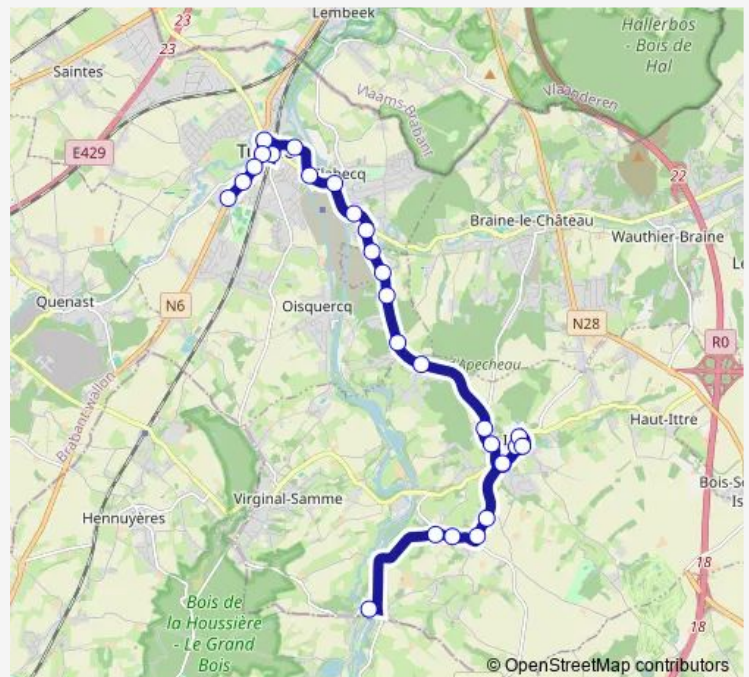 Lembeek
23
23
Hallerbos
- Bois de
Hal
Saintes
Vlaams-Brabant
Vlaanderen
E429
Tu
22
Braine-le-Château
Wauthier-Braine
Quenast
N6
Oisquercq
N28
R0
d'Apecheau
Brabant wallon
Haut-Ittre
Virginal-Samme
Hennuyères
18
Bois de
la Houssière
- Le Grand
Bois
18
© OpenStreetMap contributors